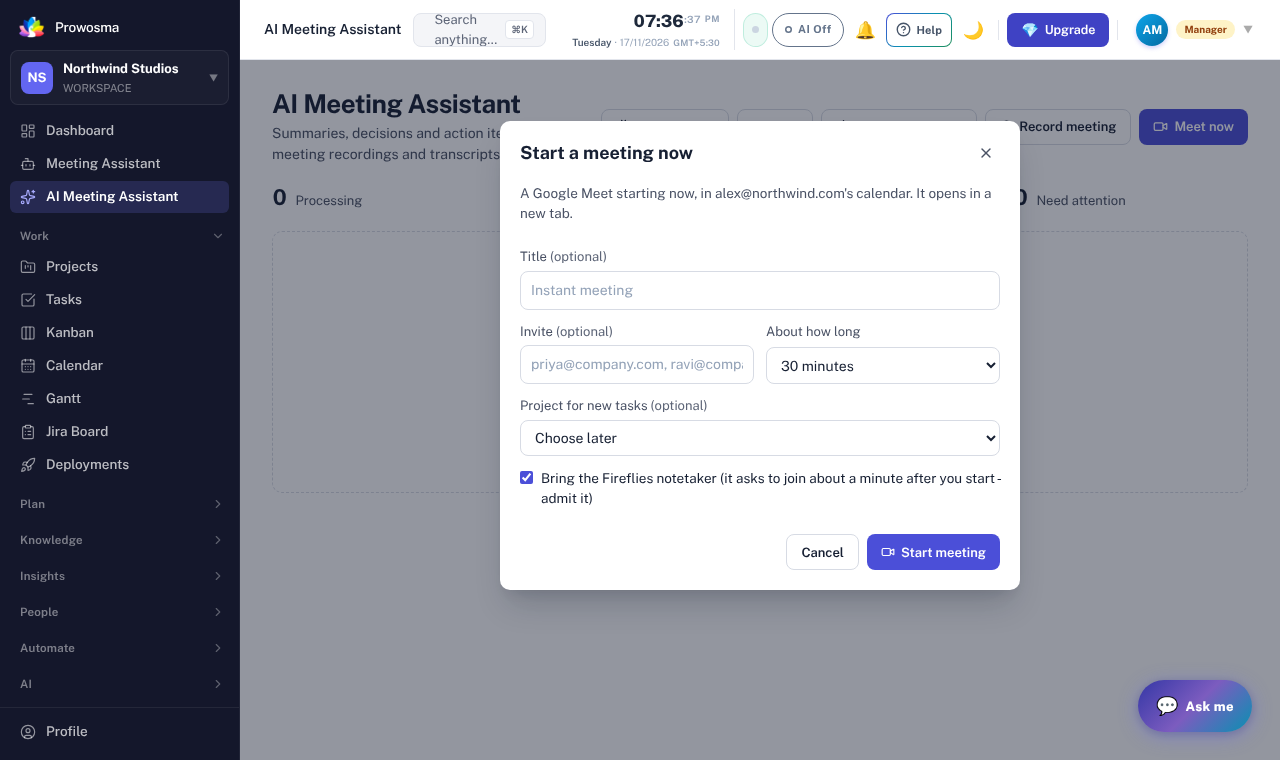 Prowosma
NS
Northwind Studios
WORKSPACE
Dashboard
Meeting Assistant
AI Meeting Assistant
Work
Projects
Tasks
Kanban
Calendar
Gantt
Jira Board
Deployments
Plan
Knowledge
Insights
People
Automate
AI
Profile
AI Meeting Assistant
Search anything...
⌘K
07:36:37 PM
Tuesday · 17/11/2026 GMT+5:30
AI Off
Help
Upgrade
AM
Manager
AI Meeting Assistant
Summaries, decisions and action
meeting recordings and transcripts
Record meeting
Meet now
0 Processing
Need attention
Start a meeting now
A Google Meet starting now, in alex@northwind.com's calendar. It opens in a
new tab.
Title (optional)
Instant meeting
Invite (optional)
About how long
priya@company.com, ravi@compa
30 minutes
Project for new tasks (optional)
Choose later
Bring the Fireflies notetaker (it asks to join about a minute after you start -
admit it)
Cancel
Start meeting
Ask me